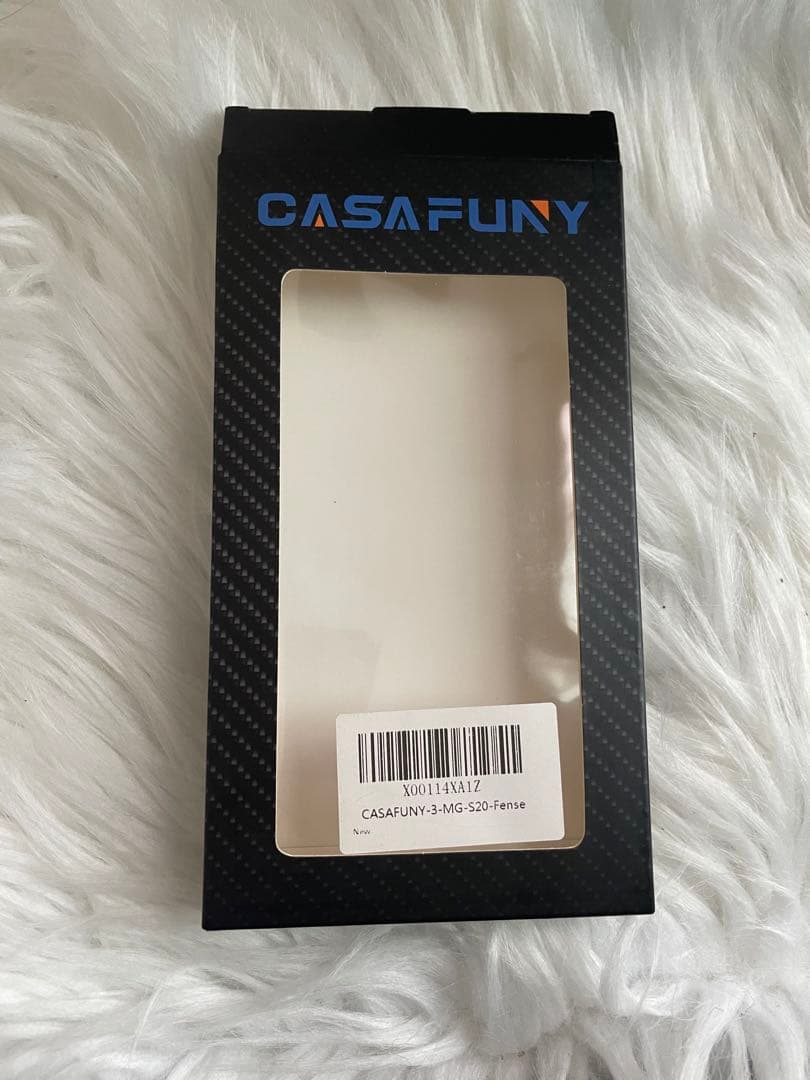 CASAFUNY
X00114XA1Z
CASAFUNY-3-MG-S20-Fense
New